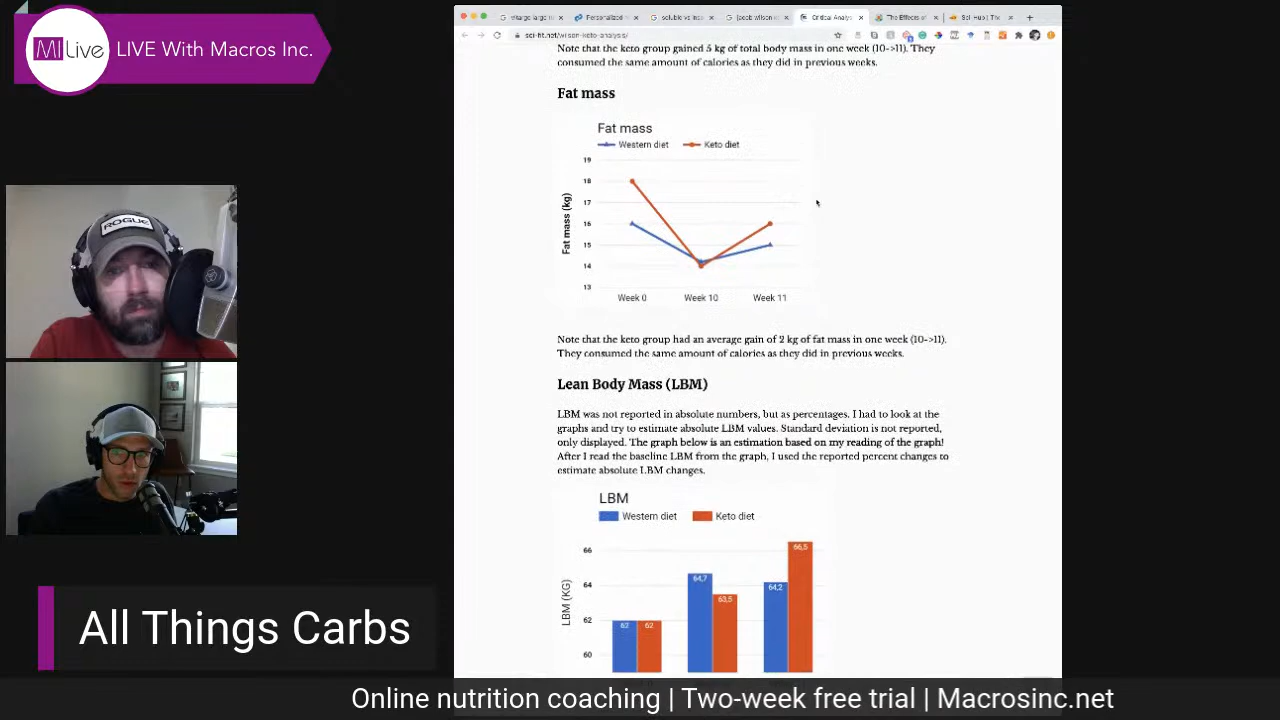 MI Live
LIVE With Macros Inc.
sci-fit.net/wilson-keto-analysis/
Note that the keto group gained 5 kg of total body mass in one week (10->11). They
consumed the same amount of calories as they did in previous weeks.
Fat mass
Fat mass
Western diet
Keto diet
19
18
17
16
15
14
13
Fat mass (kg)
Week 0
Week 10
Week 11
Note that the keto group had an average gain of 2 kg of fat mass in one week (10->11).
They consumed the same amount of calories as they did in previous weeks.
Lean Body Mass (LBM)
LBM was not reported in absolute numbers, but as percentages. I had to look at the
graphs and try to estimate absolute LBM values. Standard deviation is not reported,
only displayed. The graph below is an estimation based on my reading of the graph!
After I read the baseline LBM from the graph, I used the reported percent changes to
estimate absolute LBM changes.
LBM
Western diet
Keto diet
66
64
62
60
LBM (KG)
62
62
64,7
63,5
64,2
66,5
ROGUE
All Things Carbs
Online nutrition coaching | Two-week free trial | Macrosinc.net